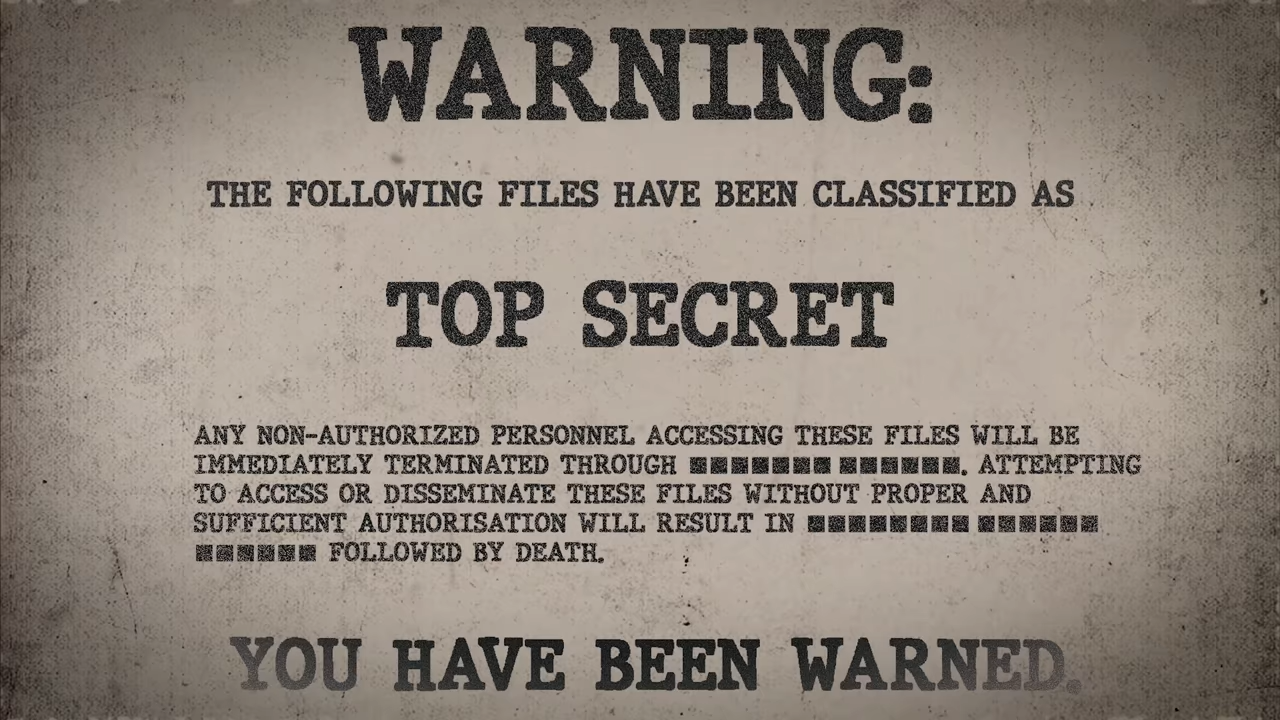 WARNING:
THE FOLLOWING FILES HAVE BEEN CLASSIFIED AS
TOP SECRET
ANY NON-AUTHORIZED PERSONNEL ACCESSING THESE FILES WILL BE
IMMEDIATELY TERMINATED THROUGH ■■■■■■■ ■■■■■■. ATTEMPTING
TO ACCESS OR DISSEMINATE THESE FILES WITHOUT PROPER AND
SUFFICIENT AUTHORISATION WILL RESULT IN ■■■■■■■■ ■■■■■■
■■■■■■ FOLLOWED BY DEATH.
YOU HAVE BEEN WARNED.